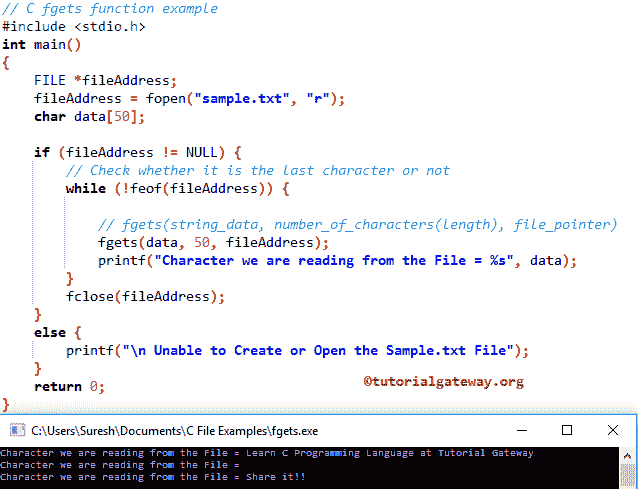 // C fgets function example
#include <stdio.h>
int main()
{
FILE *fileAddress;
fileAddress = fopen("sample.txt", "r");
char data[50];
if (fileAddress != NULL) {
// Check whether it is the last character or not
while (!feof(fileAddress)) {
// fgets(string_data, number_of_characters(length), file_pointer)
fgets(data, 50, fileAddress);
printf("Character we are reading from the File = %s", data);
}
fclose(fileAddress);
}
else {
printf("\n Unable to Create or Open the Sample.txt File");
}
return 0;
}
©tutorialgateway.org
C:\Users\Suresh\Documents\C File Examples\fgets.exe
Character we are reading from the File = Learn C Programming Language at Tutorial Gateway
Character we are reading from the File =
Character we are reading from the File = Share it!!